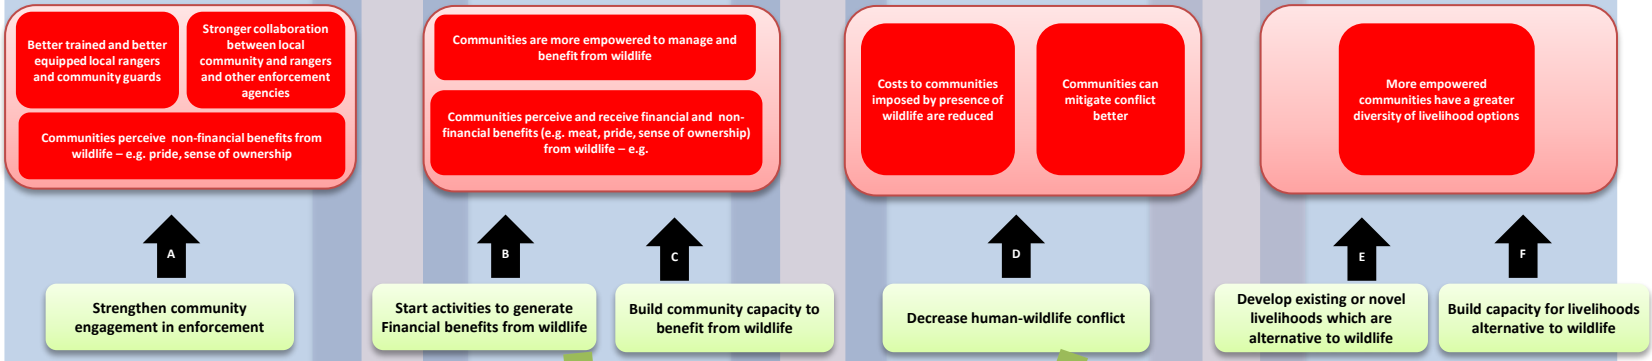 Better trained and better
equipped local rangers
and community guards
Stronger collaboration
between local
community and rangers
and other enforcement
agencies
Communities perceive non-financial benefits from
wildlife – e.g. pride, sense of ownership
Communities are more empowered to manage and
benefit from wildlife
Communities perceive and receive financial and non-
financial benefits (e.g. meat, pride, sense of ownership)
from wildlife – e.g.
Costs to communities
imposed by presence of
wildlife are reduced
Communities can
mitigate conflict
better
More empowered
communities have a greater
diversity of livelihood options
A
B
C
D
E
F
Strengthen community
engagement in enforcement
Start activities to generate
Financial benefits from wildlife
Build community capacity to
benefit from wildlife
Decrease human-wildlife conflict
Develop existing or novel
livelihoods which are
alternative to wildlife
Build capacity for livelihoods
alternative to wildlife